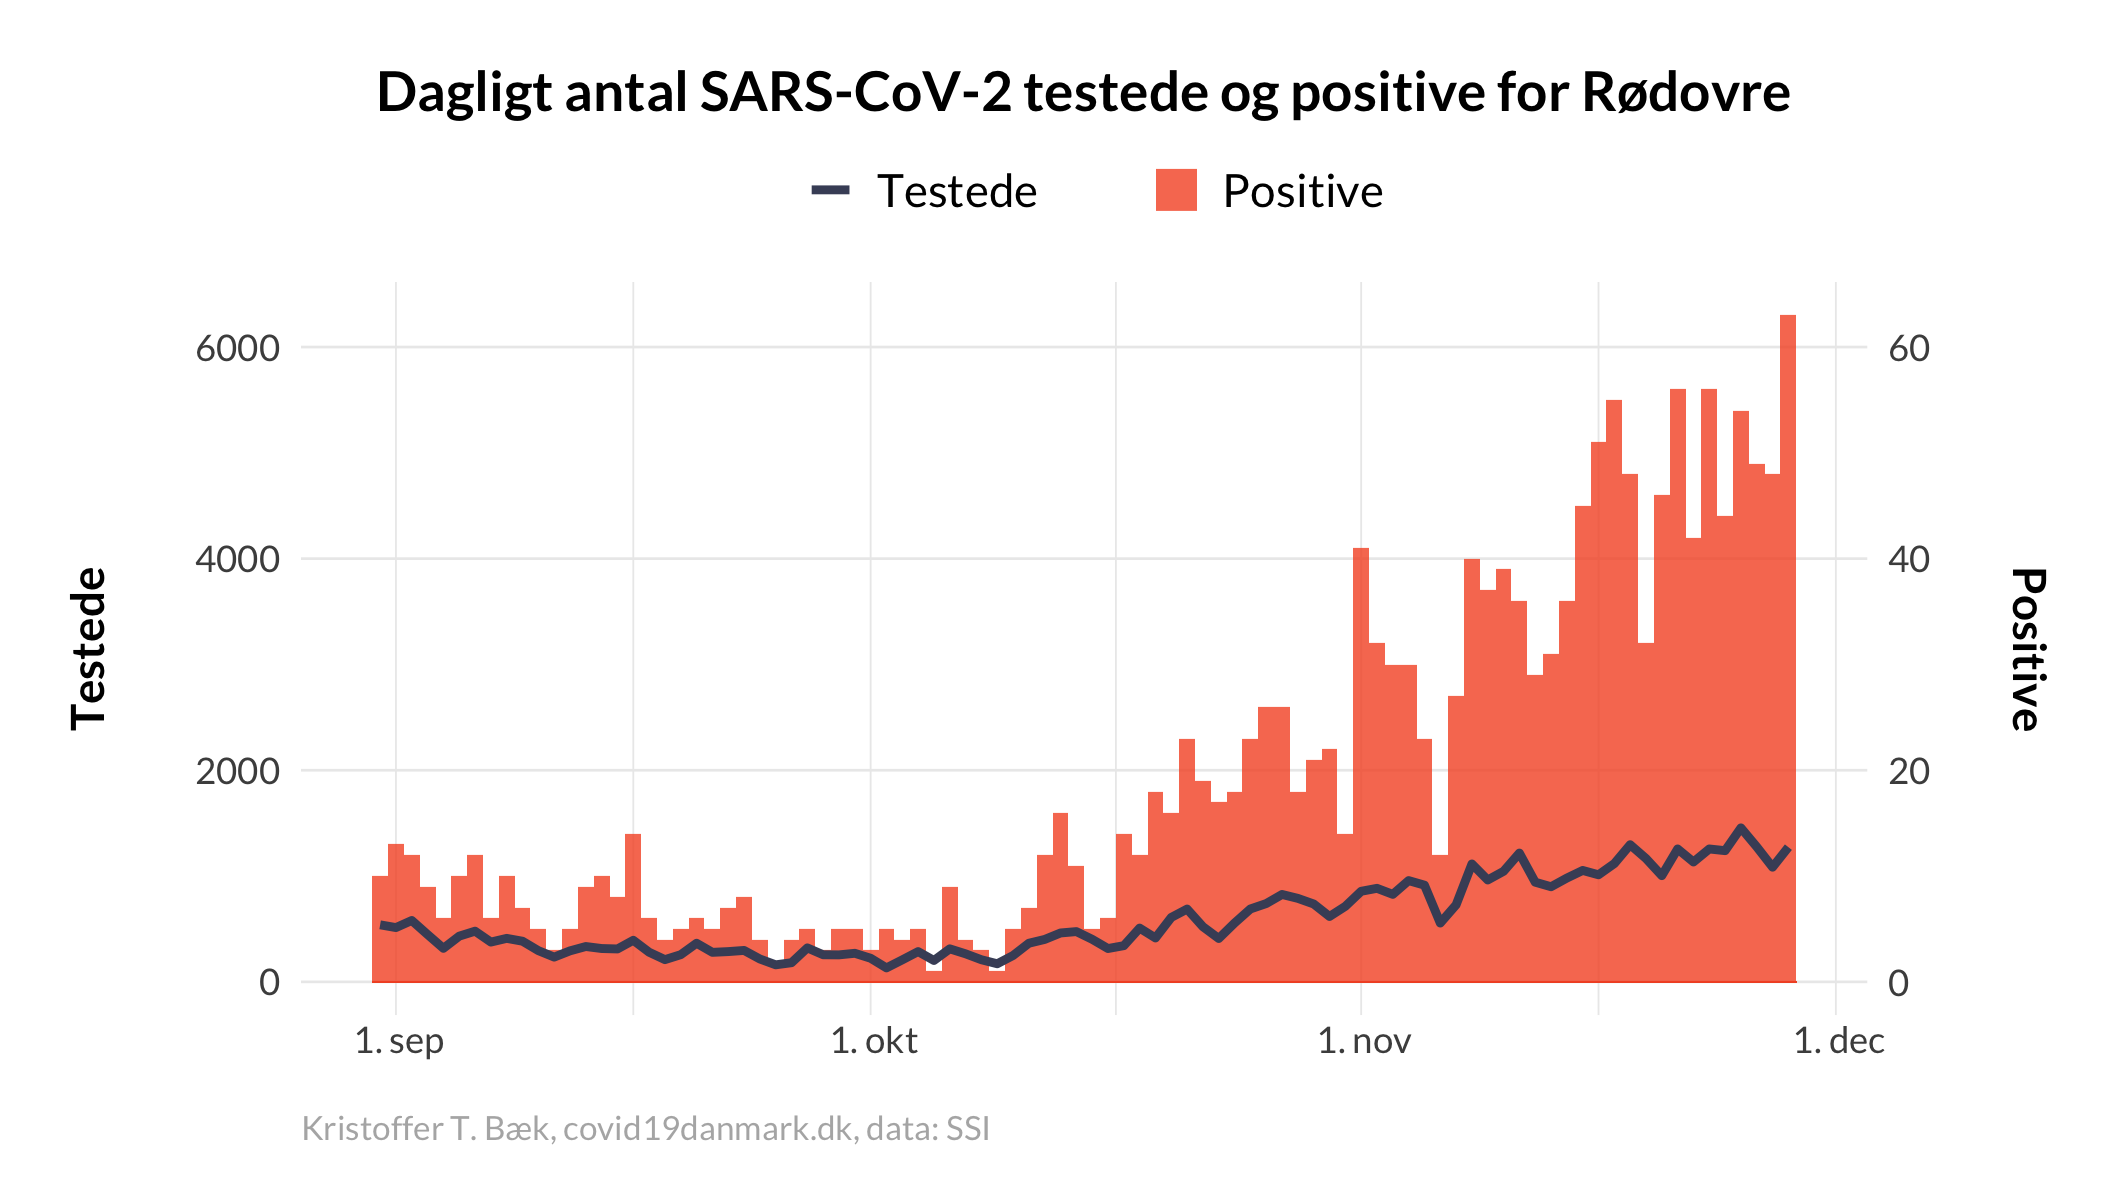 Dagligt antal SARS-CoV-2 testede og positive for Rødovre
Testede
Positive
6000
4000
2000
0
Testede
60
40
20
0
Positive
1. sep
1. okt
1. nov
1. dec
Kristoffer T. Bæk, covid19danmark.dk, data: SSI